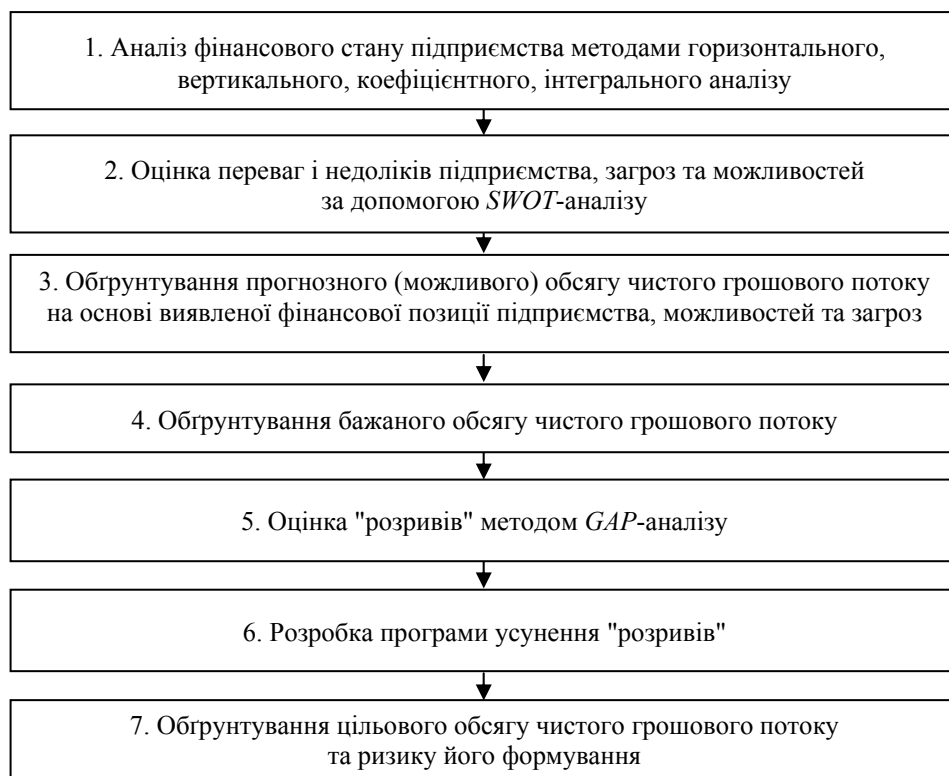 1. Аналіз фінансового стану підприємства методами горизонтального,
вертикального, коефіцієнтного, інтегрального аналізу
2. Оцінка переваг і недоліків підприємства, загроз та можливостей
за допомогою SWOT-аналізу
3. Обґрунтування прогнозного (можливого) обсягу чистого грошового потоку
на основі виявленої фінансової позиції підприємства, можливостей та загроз
4. Обґрунтування бажаного обсягу чистого грошового потоку
5. Оцінка "розривів" методом GAP-аналізу
6. Розробка програми усунення "розривів"
7. Обґрунтування цільового обсягу чистого грошового потоку
та ризику його формування